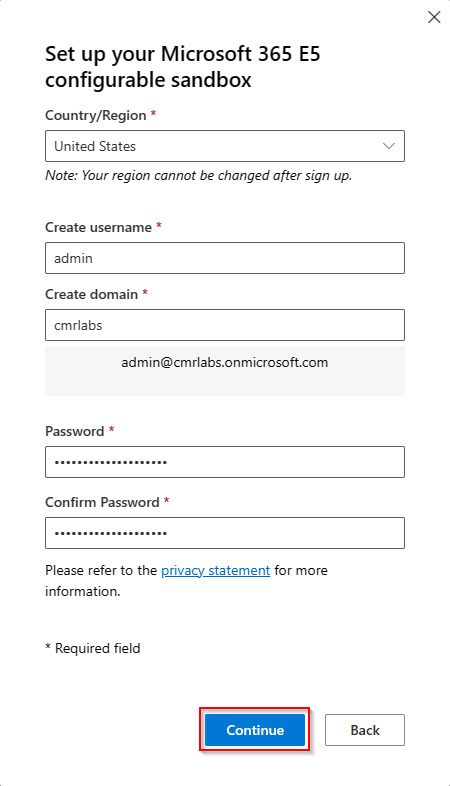 Set up your Microsoft 365 E5
configurable sandbox
Country/Region *
United States
Note: Your region cannot be changed after sign up.
Create username *
admin
Create domain *
cmrlabs
admin@cmrlabs.onmicrosoft.com
Password *
••••••••••••••••••••
Confirm Password *
••••••••••••••••••••
Please refer to the privacy statement for more
information.
* Required field
Continue
Back